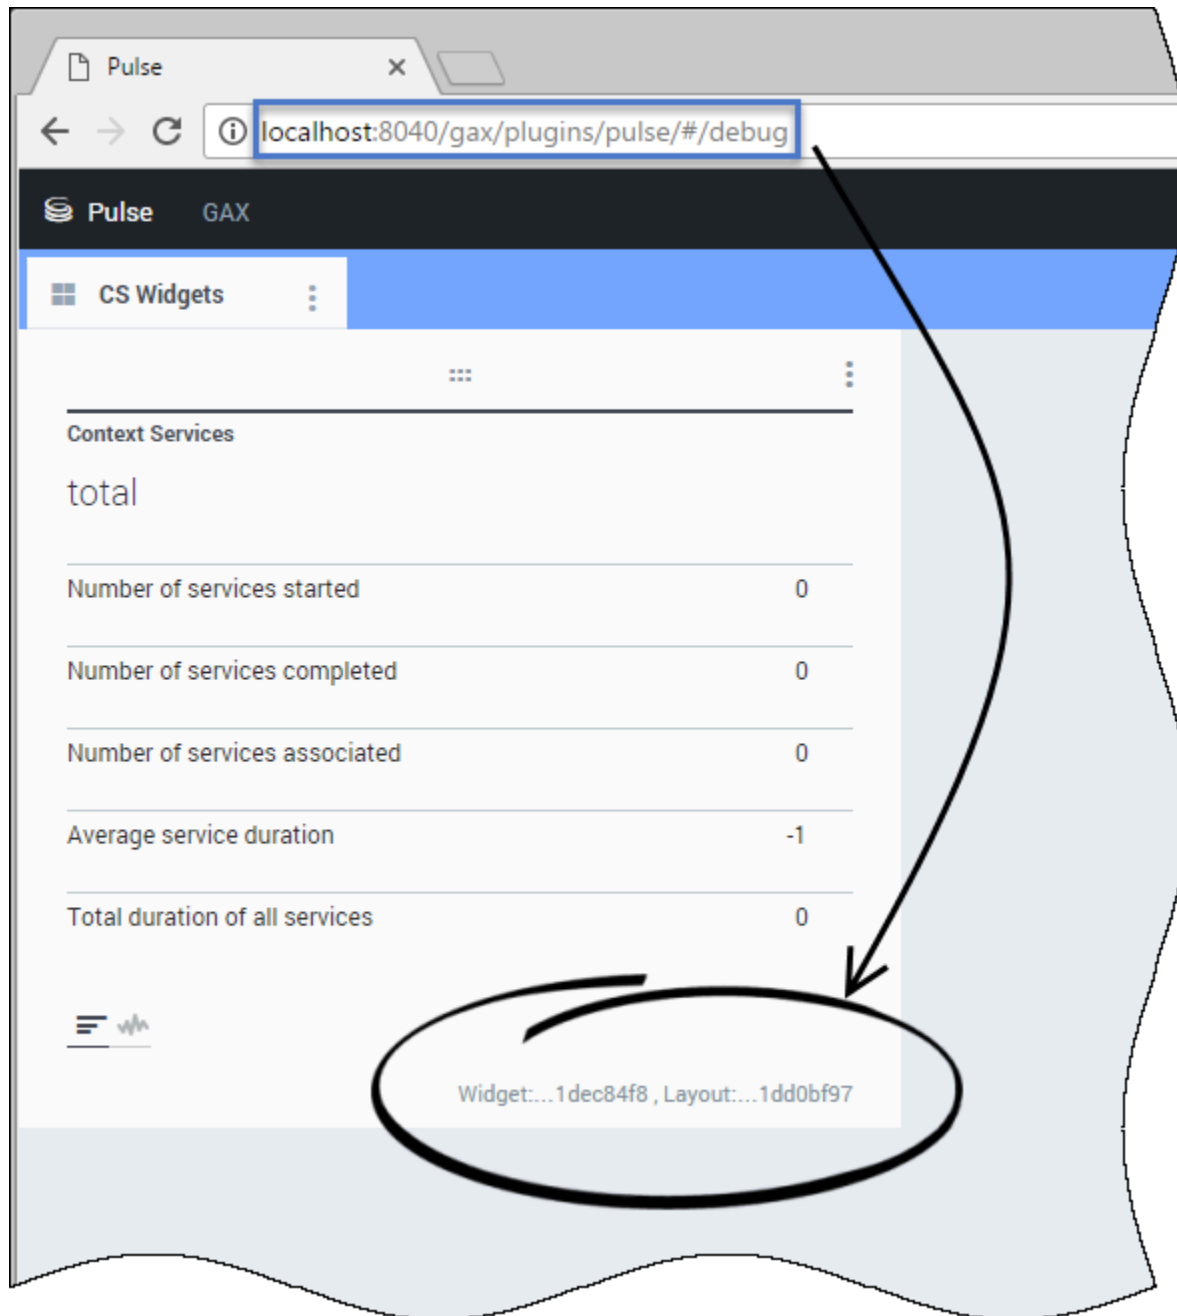 Pulse
localhost:8040/gax/plugins/pulse/#/debug
Pulse GAX
CS Widgets
Context Services
total
Number of services started 0
Number of services completed 0
Number of services associated 0
Average service duration -1
Total duration of all services 0
Widget:...1dec84f8 , Layout:...1dd0bf97